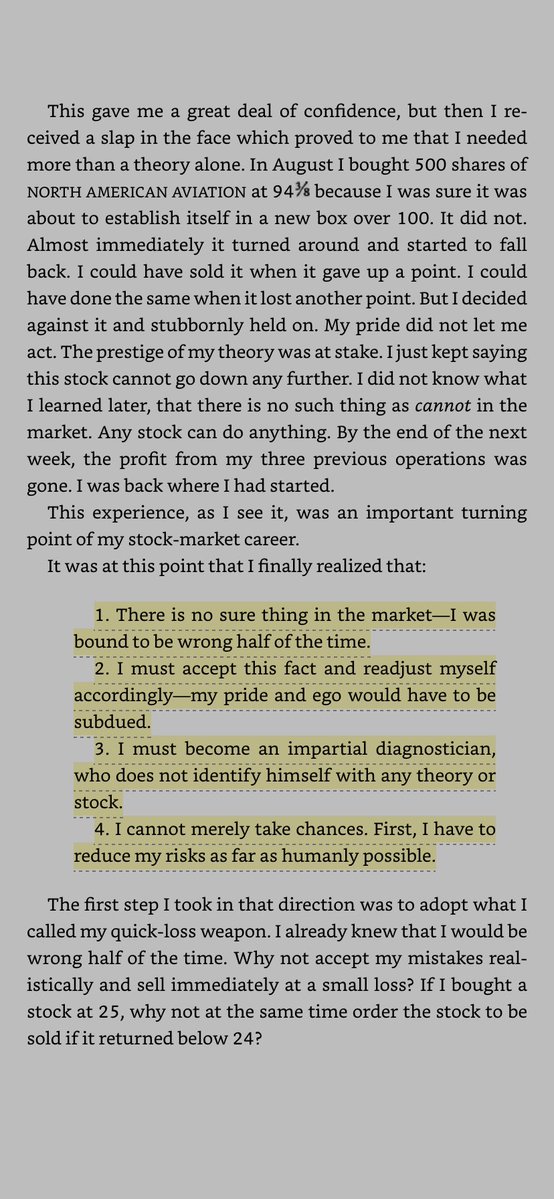 This gave me a great deal of confidence, but then I re-
ceived a slap in the face which proved to me that I needed
more than a theory alone. In August I bought 500 shares of
NORTH AMERICAN AVIATION at 94⅜ because I was sure it was
about to establish itself in a new box over 100. It did not.
Almost immediately it turned around and started to fall
back. I could have sold it when it gave up a point. I could
have done the same when it lost another point. But I decided
against it and stubbornly held on. My pride did not let me
act. The prestige of my theory was at stake. I just kept saying
this stock cannot go down any further. I did not know what
I learned later, that there is no such thing as cannot in the
market. Any stock can do anything. By the end of the next
week, the profit from my three previous operations was
gone. I was back where I had started.
This experience, as I see it, was an important turning
point of my stock-market career.
It was at this point that I finally realized that:
1. There is no sure thing in the market—I was
bound to be wrong half of the time.
2. I must accept this fact and readjust myself
accordingly—my pride and ego would have to be
subdued.
3. I must become an impartial diagnostician,
who does not identify himself with any theory or
stock.
4. I cannot merely take chances. First, I have to
reduce my risks as far as humanly possible.
The first step I took in that direction was to adopt what I
called my quick-loss weapon. I already knew that I would be
wrong half of the time. Why not accept my mistakes real-
istically and sell immediately at a small loss? If I bought a
stock at 25, why not at the same time order the stock to be
sold if it returned below 24?